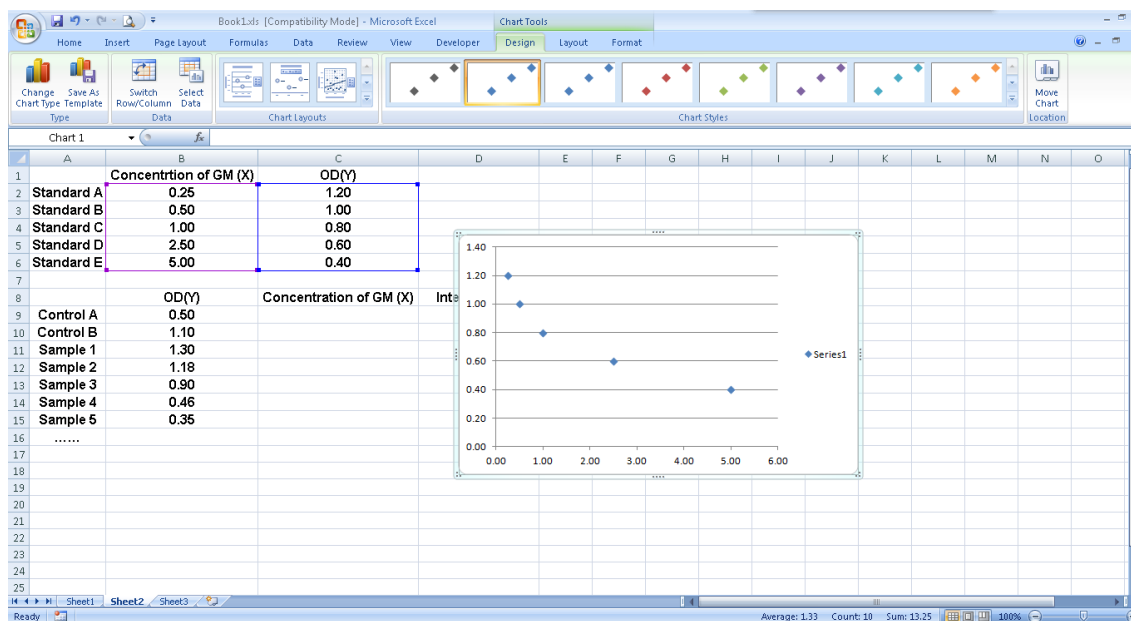 Book1.xls [Compatibility Mode] - Microsoft Excel Chart Tools
Home Insert Page Layout Formulas Data Review View Developer Design Layout Format
Change Chart Type Save As Template Switch Row/Column Select Data Move Chart
Type Data Chart Layouts Chart Styles Location
Chart 1 fx
A B C D E F G H I J K L M N O
1 Concentrtion of GM (X) OD(Y)
2 Standard A 0.25 1.20
3 Standard B 0.50 1.00
4 Standard C 1.00 0.80
5 Standard D 2.50 0.60
6 Standard E 5.00 0.40
7
8 OD(Y) Concentration of GM (X) Inte
9 Control A 0.50
10 Control B 1.10
11 Sample 1 1.30
12 Sample 2 1.18
13 Sample 3 0.90
14 Sample 4 0.46
15 Sample 5 0.35
16 ……
17
18
19
20
21
22
23
24
25
1.40
1.20
1.00
0.80
0.60
0.40
0.20
0.00
0.00 1.00 2.00 3.00 4.00 5.00 6.00
Series1
Sheet1 Sheet2 Sheet3
Ready Average: 1.33 Count: 10 Sum: 13.25 100%